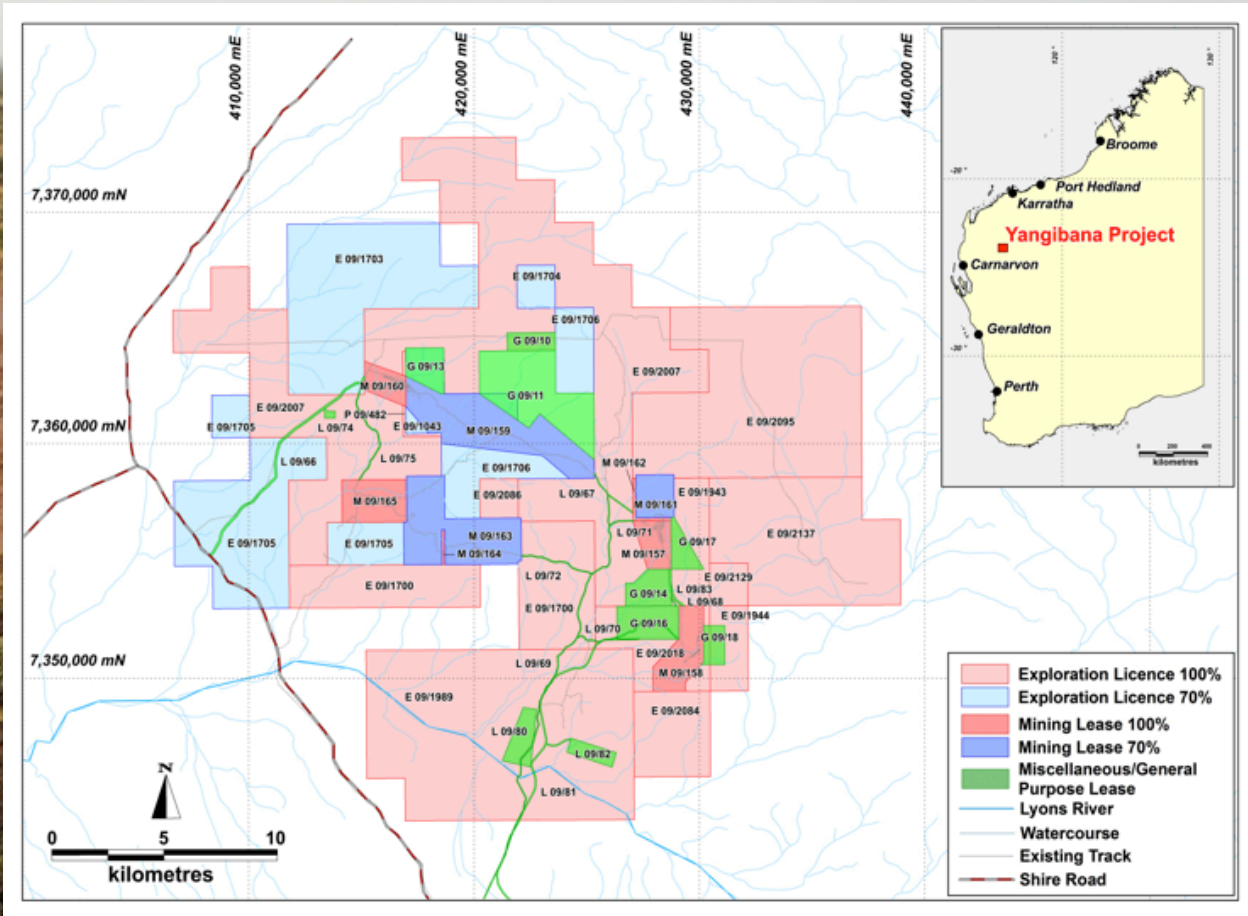 410,000 mE
420,000 mE
430,000 mE
440,000 mE
7,370,000 mN
7,360,000 mN
7,350,000 mN
E 09/1703
E 09/1704
E 09/1706
G 09/10
G 09/13
M 09/160
G 09/11
E 09/2007
E 09/2007
P 09/482
E 09/1705
L 09/74
E 09/1043
M 09/159
E 09/2095
L 09/66
L 09/75
E 09/1706
M 09/162
M 09/165
E 09/2086
L 09/67
M 09/161
E 09/1943
E 09/1705
E 09/1705
M 09/163
M 09/164
L 09/71
M 09/157
G 09/17
E 09/2137
E 09/1700
L 09/72
E 09/1700
E 09/2129
L 09/83
G 09/14
L 09/68
E 09/1944
L 09/70
G 09/16
G 09/18
E 09/2018
L 09/69
M 09/158
E 09/1989
E 09/2084
L 09/80
L 09/82
L 09/81
N
0 5 10
kilometres
120 °
130 °
Broome
-20 °
Port Hedland
Karratha
Yangibana Project
Carnarvon
Geraldton
-30 °
Perth
0 200 400
kilometres
Exploration Licence 100%
Exploration Licence 70%
Mining Lease 100%
Mining Lease 70%
Miscellaneous/General
Purpose Lease
Lyons River
Watercourse
Existing Track
Shire Road